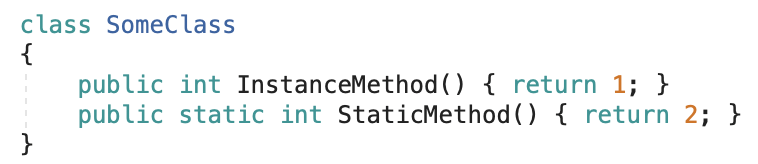 class SomeClass
{
    public int InstanceMethod() { return 1; }
    public static int StaticMethod() { return 2; }
}